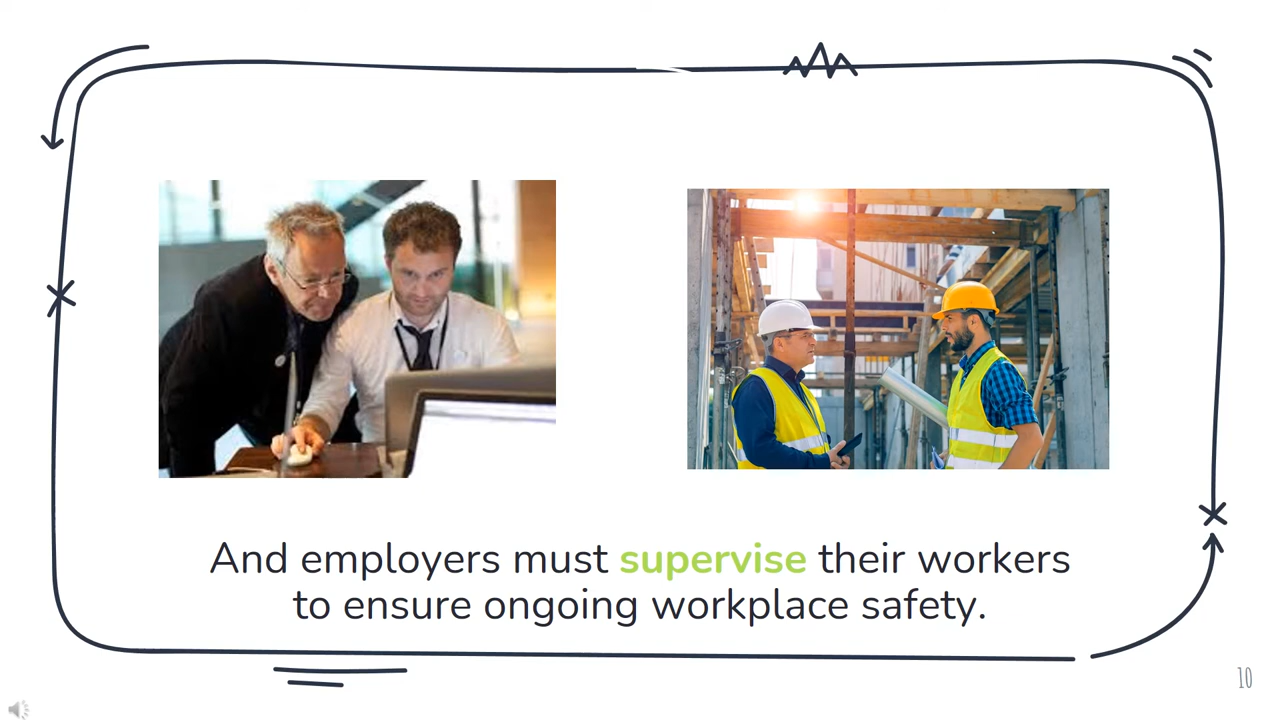 And employers must supervise their workers
to ensure ongoing workplace safety.
10